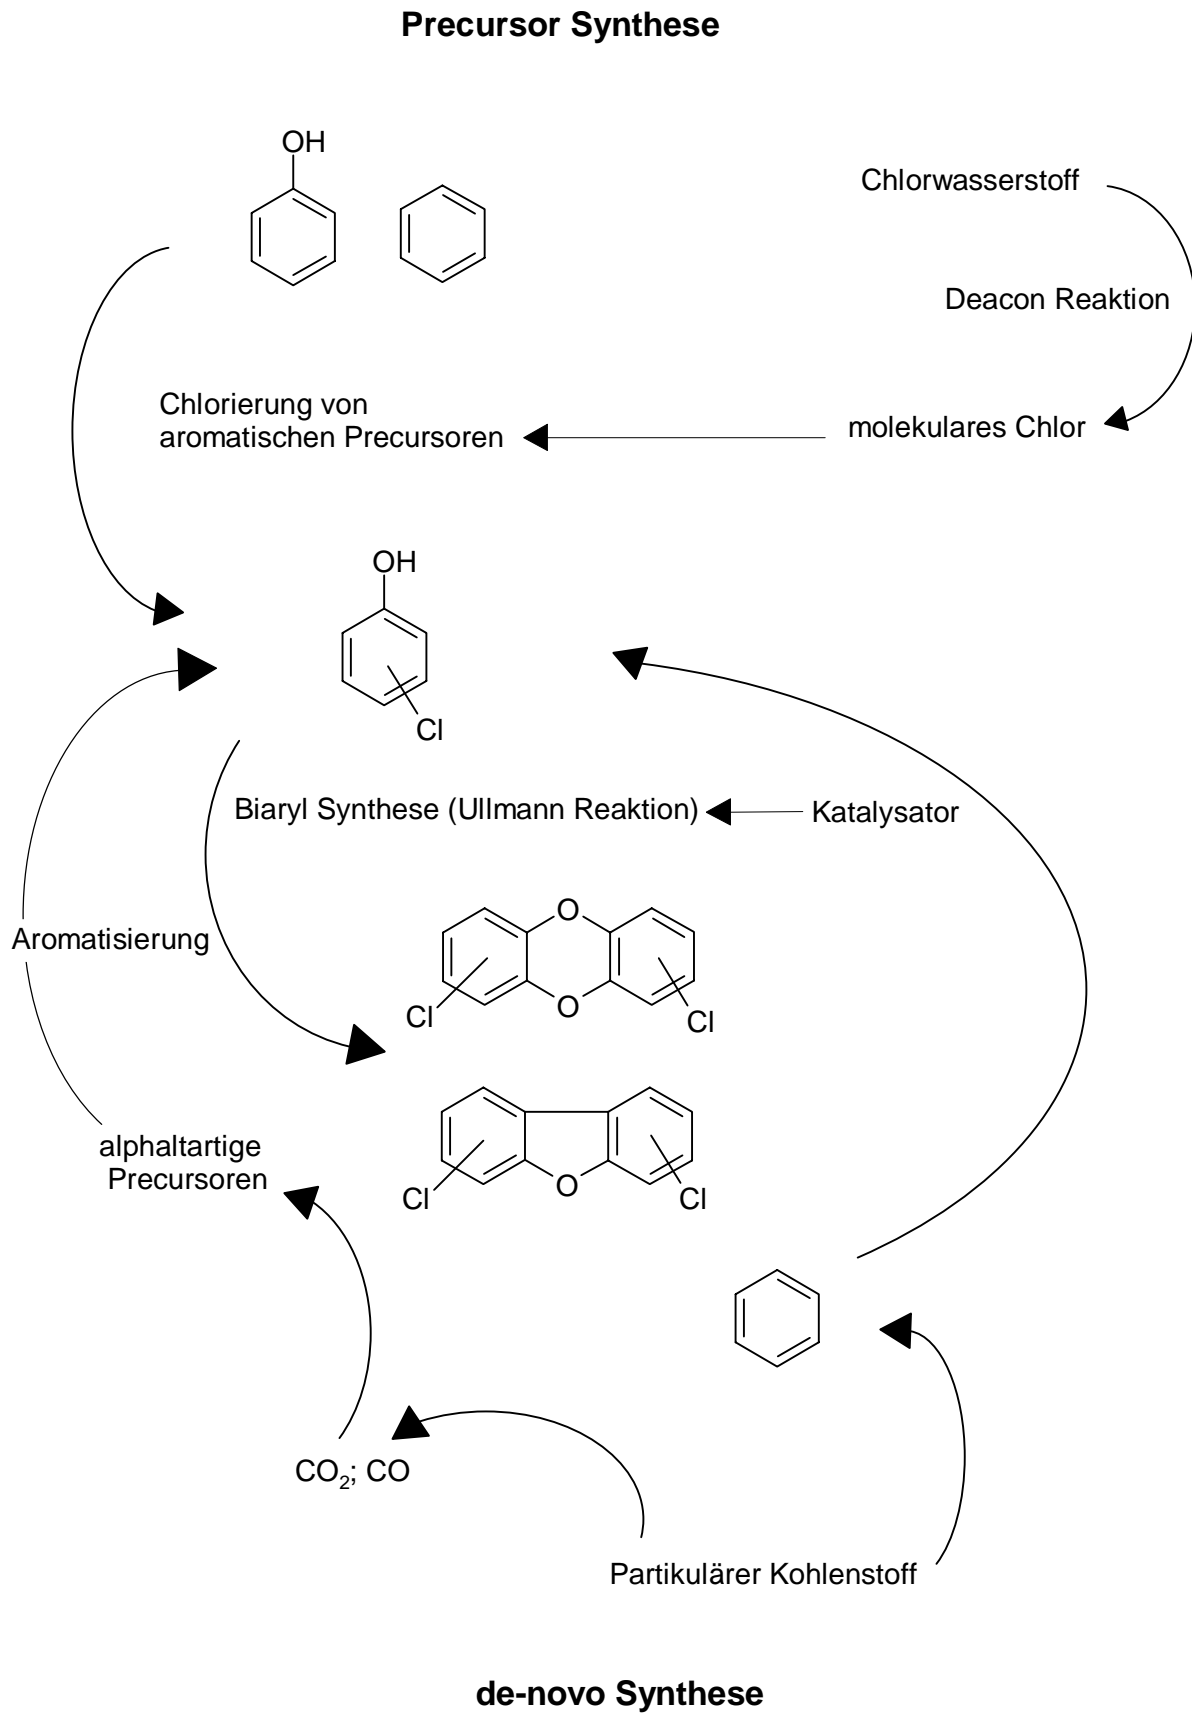 Precursor Synthese
OH
Chlorwasserstoff
Deacon Reaktion
Chlorierung von
aromatischen Precursoren
molekulares Chlor
OH
Cl
Biaryl Synthese (Ullmann Reaktion)
Katalysator
O
Aromatisierung
O
Cl
Cl
alphaltartige
Precursoren
O
Cl
Cl
CO₂; CO
Partikulärer Kohlenstoff
de-novo Synthese